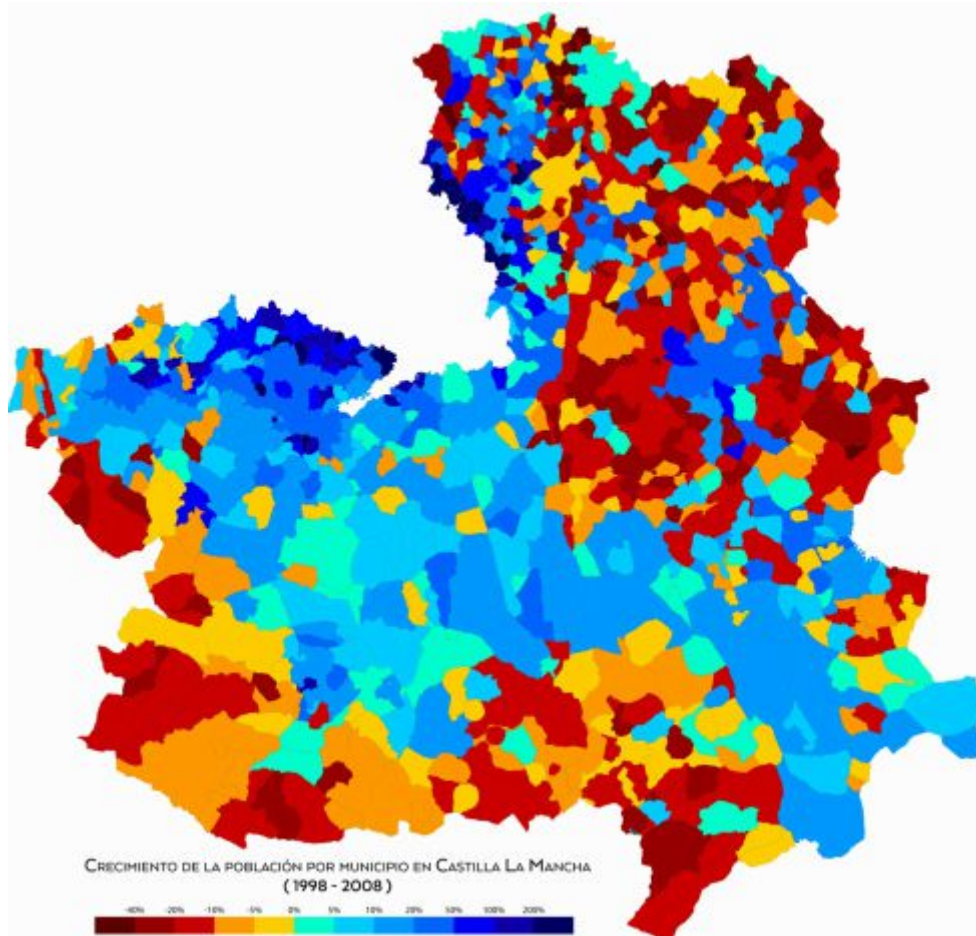 CRECIMIENTO DE LA POBLACIÓN POR MUNICIPIO EN CASTILLA LA MANCHA
( 1998 - 2008 )
-40% -20% -10% -5% 0% 5% 10% 20% 50% 100% 200%